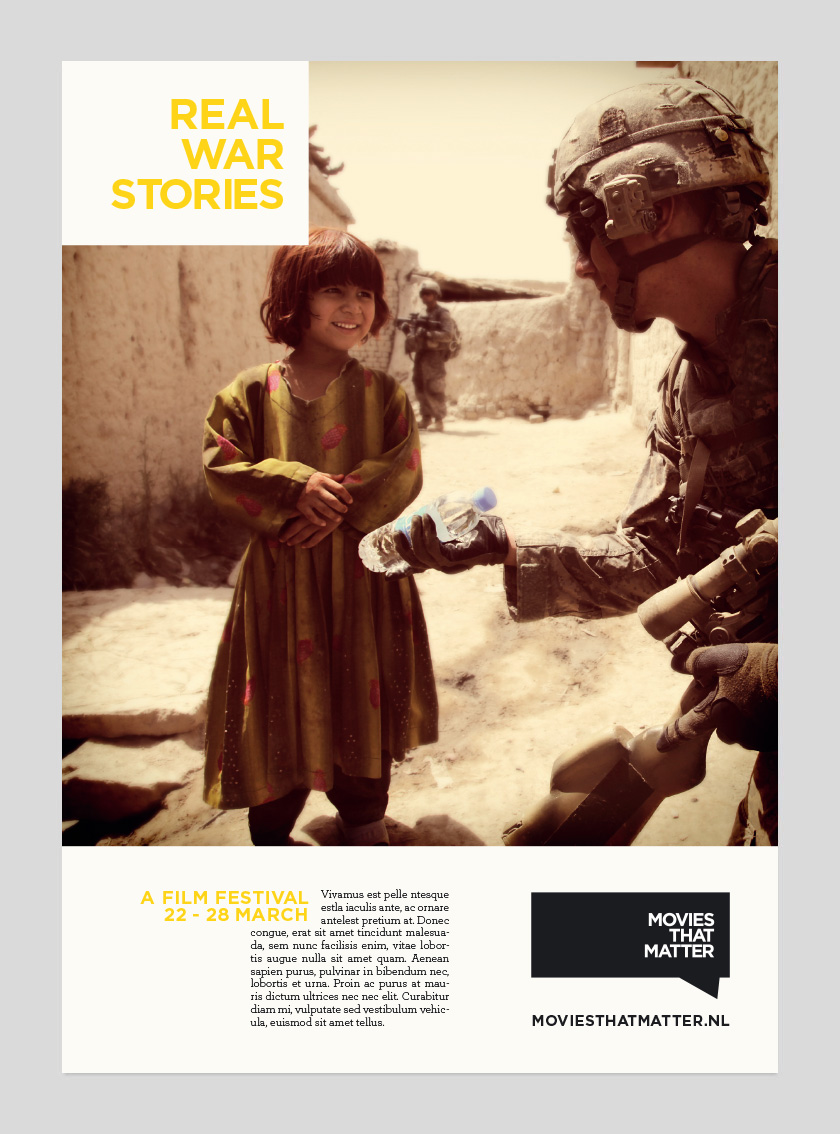 REAL
WAR
STORIES
A FILM FESTIVAL
22 - 28 MARCH
Vivamus est pelle ntesque
estla iaculis ante, ac ornare
antelest pretium at. Donec
congue, erat sit amet tincidunt malesua-
da, sem nunc facilisis enim, vitae lobor-
tis augue nulla sit amet quam. Aenean
sapien purus, pulvinar in bibendum nec,
lobortis et urna. Proin ac purus at mau-
ris dictum ultrices nec nec elit. Curabitur
diam mi, vulputate sed vestibulum vehic-
ula, euismod sit amet tellus.
MOVIES
THAT
MATTER
MOVIESTHATMATTER.NL